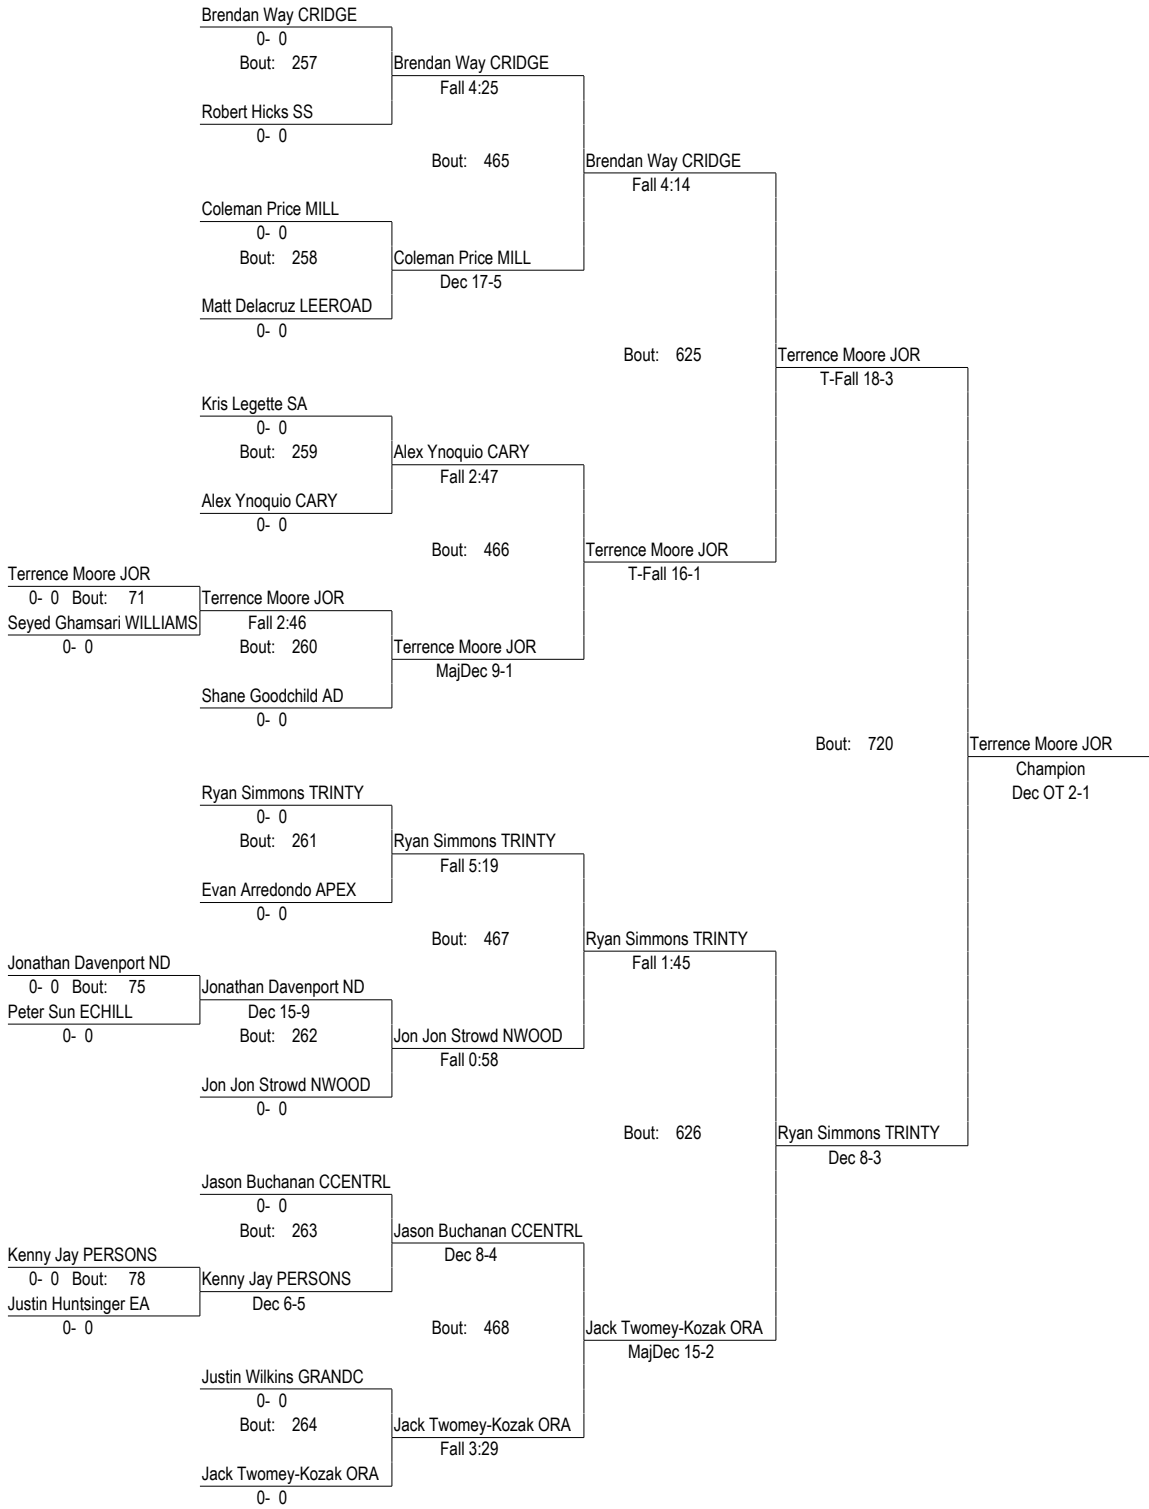 Brendan Way CRIDGE
0- 0
Bout: 257
Brendan Way CRIDGE
Fall 4:25
Robert Hicks SS
0- 0
Bout: 465
Brendan Way CRIDGE
Fall 4:14
Coleman Price MILL
0- 0
Bout: 258
Coleman Price MILL
Dec 17-5
Matt Delacruz LEEROAD
0- 0
Bout: 625
Terrence Moore JOR
T-Fall 18-3
Kris Legette SA
0- 0
Bout: 259
Alex Ynoquio CARY
Fall 2:47
Alex Ynoquio CARY
0- 0
Bout: 466
Terrence Moore JOR
T-Fall 16-1
Terrence Moore JOR
0- 0 Bout: 71
Terrence Moore JOR
Seyed Ghamsari WILLIAMS
Fall 2:46
0- 0
Bout: 260
Terrence Moore JOR
MajDec 9-1
Shane Goodchild AD
0- 0
Bout: 720
Terrence Moore JOR
Champion
Dec OT 2-1
Ryan Simmons TRINTY
0- 0
Bout: 261
Ryan Simmons TRINTY
Fall 5:19
Evan Arredondo APEX
0- 0
Bout: 467
Ryan Simmons TRINTY
Fall 1:45
Jonathan Davenport ND
0- 0 Bout: 75
Jonathan Davenport ND
Peter Sun ECHILL
Dec 15-9
0- 0
Bout: 262
Jon Jon Strowd NWOOD
Fall 0:58
Jon Jon Strowd NWOOD
0- 0
Bout: 626
Ryan Simmons TRINTY
Dec 8-3
Jason Buchanan CCENTRL
0- 0
Bout: 263
Jason Buchanan CCENTRL
Dec 8-4
Kenny Jay PERSONS
0- 0 Bout: 78
Kenny Jay PERSONS
Justin Huntsinger EA
Dec 6-5
0- 0
Bout: 468
Jack Twomey-Kozak ORA
MajDec 15-2
Justin Wilkins GRANDC
0- 0
Bout: 264
Jack Twomey-Kozak ORA
Fall 3:29
Jack Twomey-Kozak ORA
0- 0